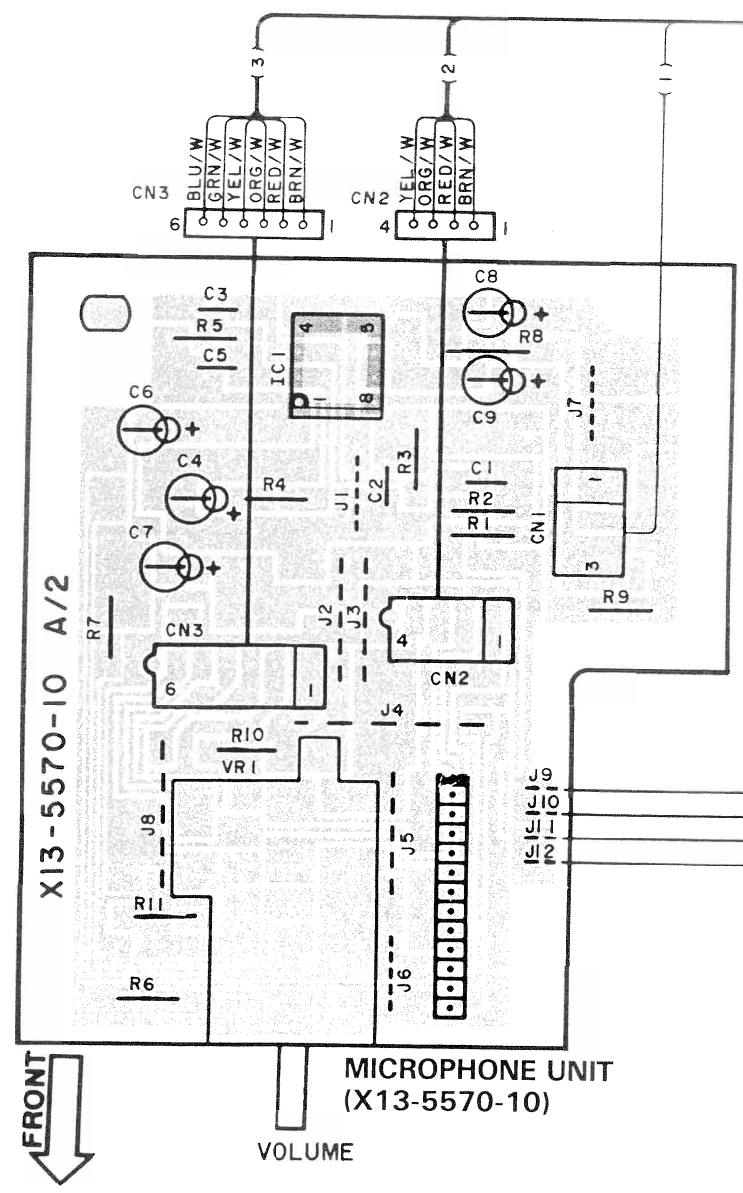 (3)
(2)
(1)
BLU/W
GRN/W
YEL/W
ORG/W
RED/W
BRN/W
YEL/W
ORG/W
RED/W
BRN/W
CN3
CN2
6
1
4
1
C8
C3
R5
4
5
+
R8
C5
IC1
1
8
+
C9
J7
C6
+
R3
C4
+
R4
J1
C2
C1
R2
R1
CN1
1
3
C7
+
R9
X13-5570-10 A/2
R7
CN3
6
1
J2
J3
4
1
CN2
J4
R10
VR1
J8
J5
J9
J10
J11
J12
R11
J6
R6
FRONT
MICROPHONE UNIT
(X13-5570-10)
VOLUME